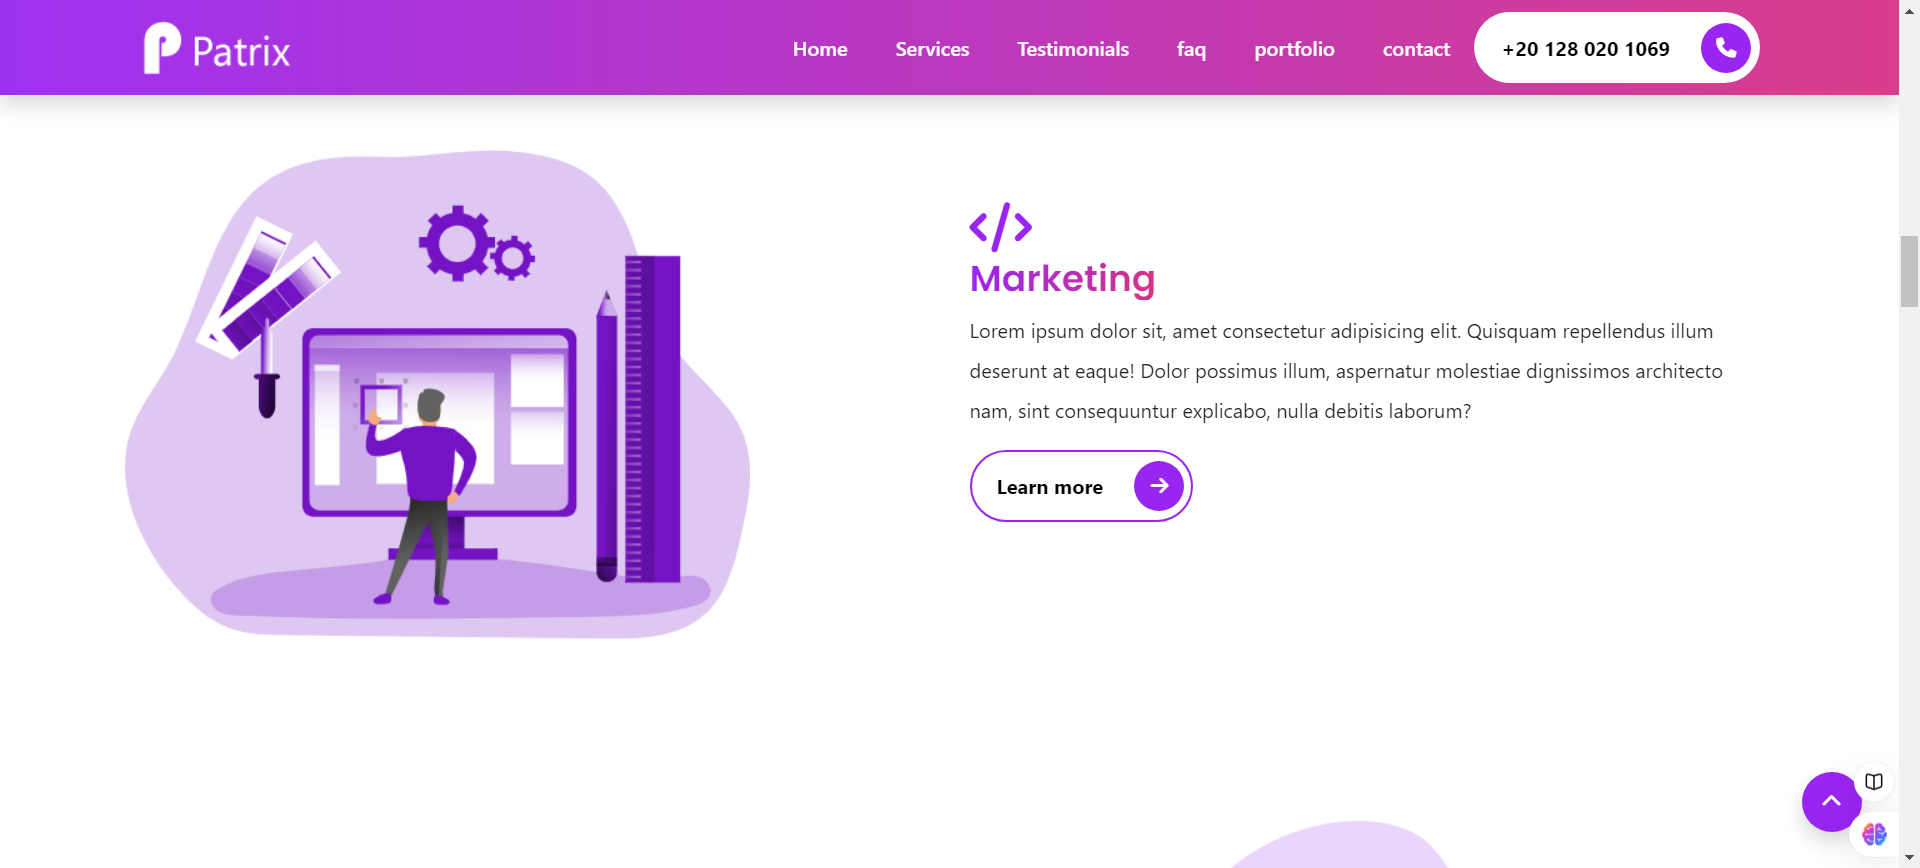 Patrix
Home Services Testimonials faq portfolio contact +20 128 020 1069
Marketing
Lorem ipsum dolor sit, amet consectetur adipisicing elit. Quisquam repellendus illum
deserunt at eaque! Dolor possimus illum, aspernatur molestiae dignissimos architecto
nam, sint consequuntur explicabo, nulla debitis laborum?
Learn more